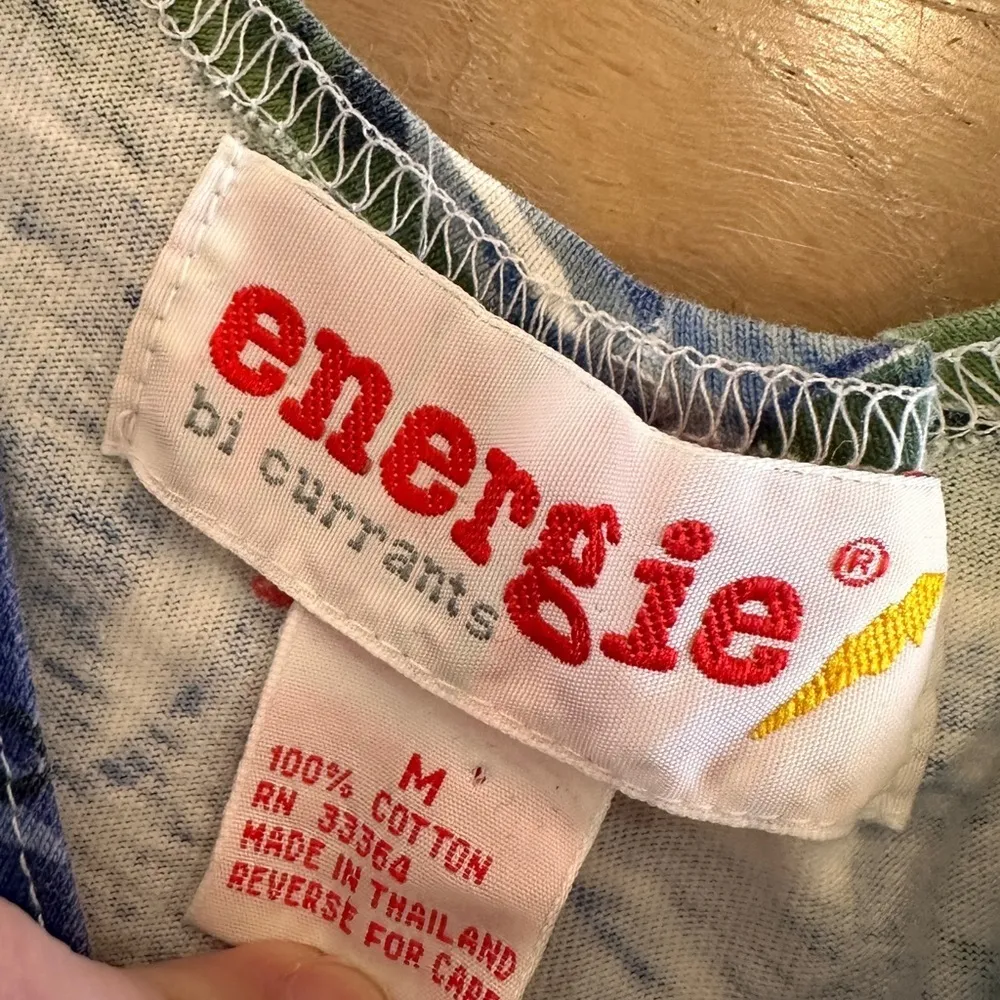 energie®
bi currants
M
100% COTTON
RN 33364
MADE IN THAILAND
REVERSE FOR CARE